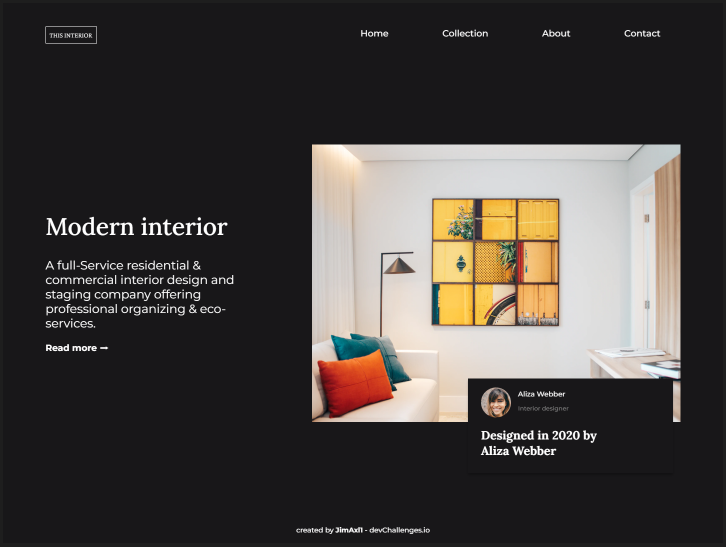 THIS INTERIOR
Home Collection About Contact
Modern interior
A full-Service residential &
commercial interior design and
staging company offering
professional organizing & eco-
services.
Read more ➞
Aliza Webber
Interior designer
Designed in 2020 by
Aliza Webber
created by JimAxl1 - devChallenges.io